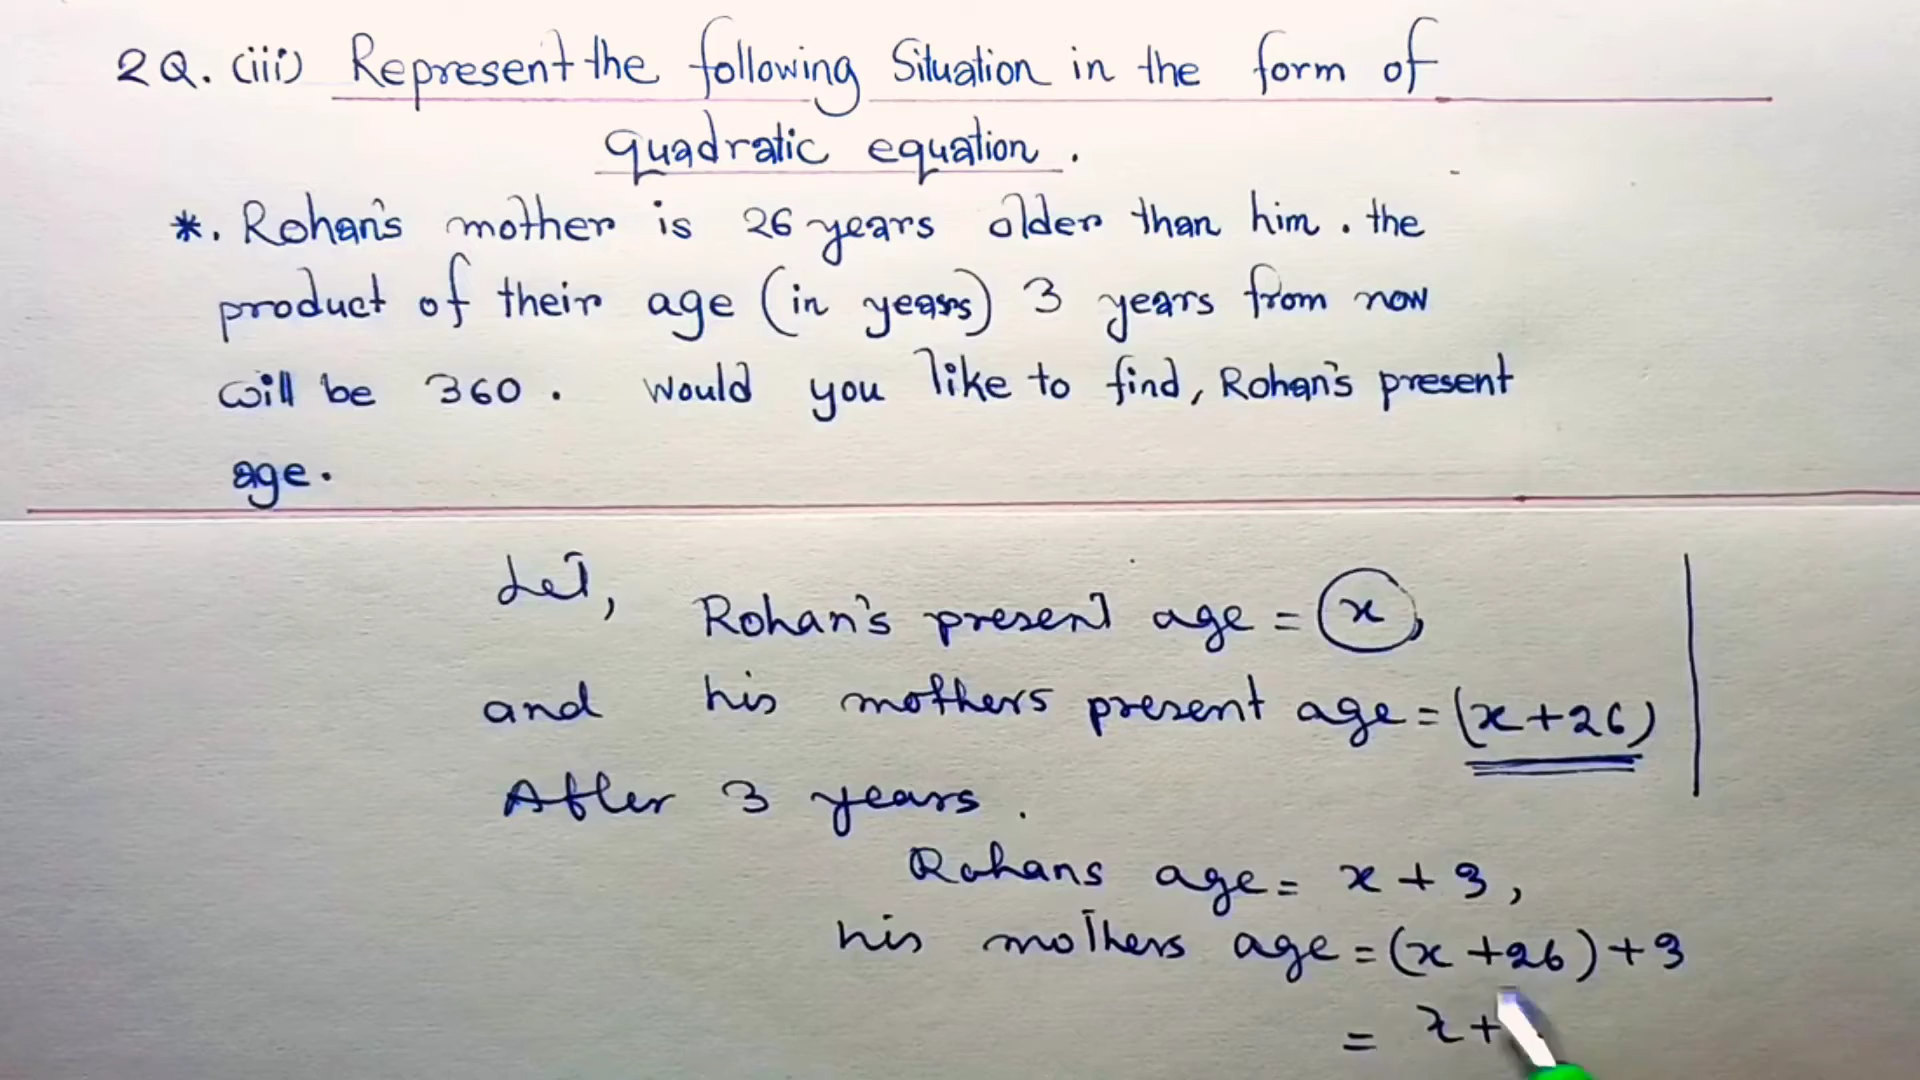 2Q. (iii) Represent the following Situation in the form of
quadratic equation.
*. Rohan's mother is 26 years older than him. the
product of their age (in years) 3 years from now
will be 360. would you like to find, Rohan's present
age.
Let, Rohan's present age = x,
and his mothers present age = (x+26)
After 3 years.
Rohans age = x + 3,
his mothers age = (x+26)+3
= x+